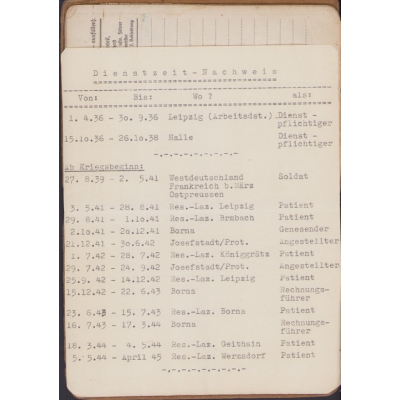 Dienstzeit-Nachweis
Von: Bis: Wo ? als:
1. 4.36 - 3o. 9.36 Leipzig (Arbeitsdst.) Dienst -
pflichtiger
15.1o.36 - 26.1o.38 Halle Dienst -
pflichtiger
-.-.-.-.-.-.-.-.-
ab Kriegsbeginn:
27. 8.39 - 2. 5.41 Westdeutschland Soldat
Frankreich b.März
Ostpreussen
3. 5.41 - 28. 8.41 Res.-Laz. Leipzig Patient
29. 8.41 - 1.1o.41 Res.-Laz. Brabach Patient
2.1o.41 - 2o.12.41 Borna Genesender
21.12.41 - 3o.6.42 Josefstadt/Prot. Angestellter
1. 7.42 - 28. 7.42 Res.-Laz. Königgrätz Patient
29. 7.42 - 24. 9.42 Josefstadt/Prot. Angestellter
25.9. 42 - 14.12.42 Res.-Laz. Leipzig Patient
15.12.42 - 22. 6.43 Borna Rechnungs-
führer
23. 6.43 - 15. 7.43 Res.-Laz. Borna Patient
16. 7.43 - 17. 3.44 Borna Rechnungs-
führer
18. 3.44 - 4. 5.44 Res.-Laz. Geithain Patient
5. 5.44 - April 45 Res.-Laz. Wermsdorf Patient
-.-.-.-.-.-.-.-.-